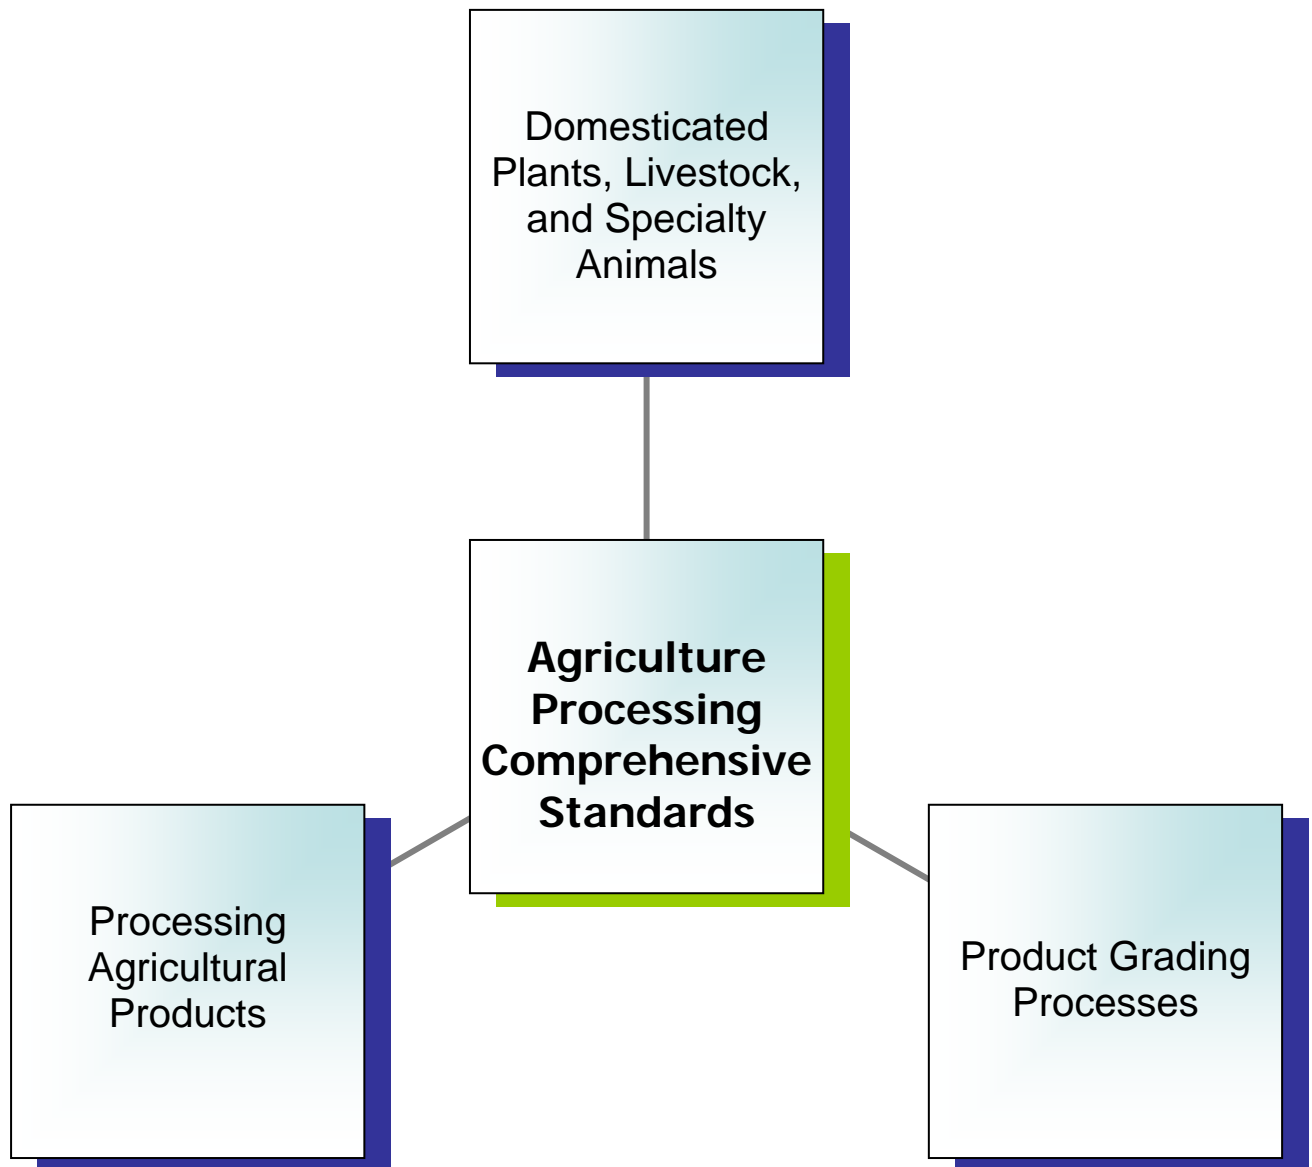 Domesticated
Plants, Livestock,
and Specialty
Animals
Agriculture
Processing
Comprehensive
Standards
Processing
Agricultural
Products
Product Grading
Processes